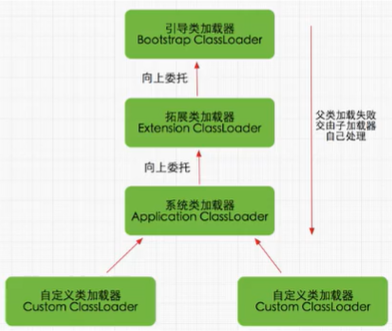 引导类加载器
Bootstrap ClassLoader
向上委托
父类加载失败
交由子加载器
自己处理
拓展类加载器
Extension ClassLoader
向上委托
系统类加载器
Application ClassLoader
自定义类加载器
Custom ClassLoader
自定义类加载器
Custom ClassLoader